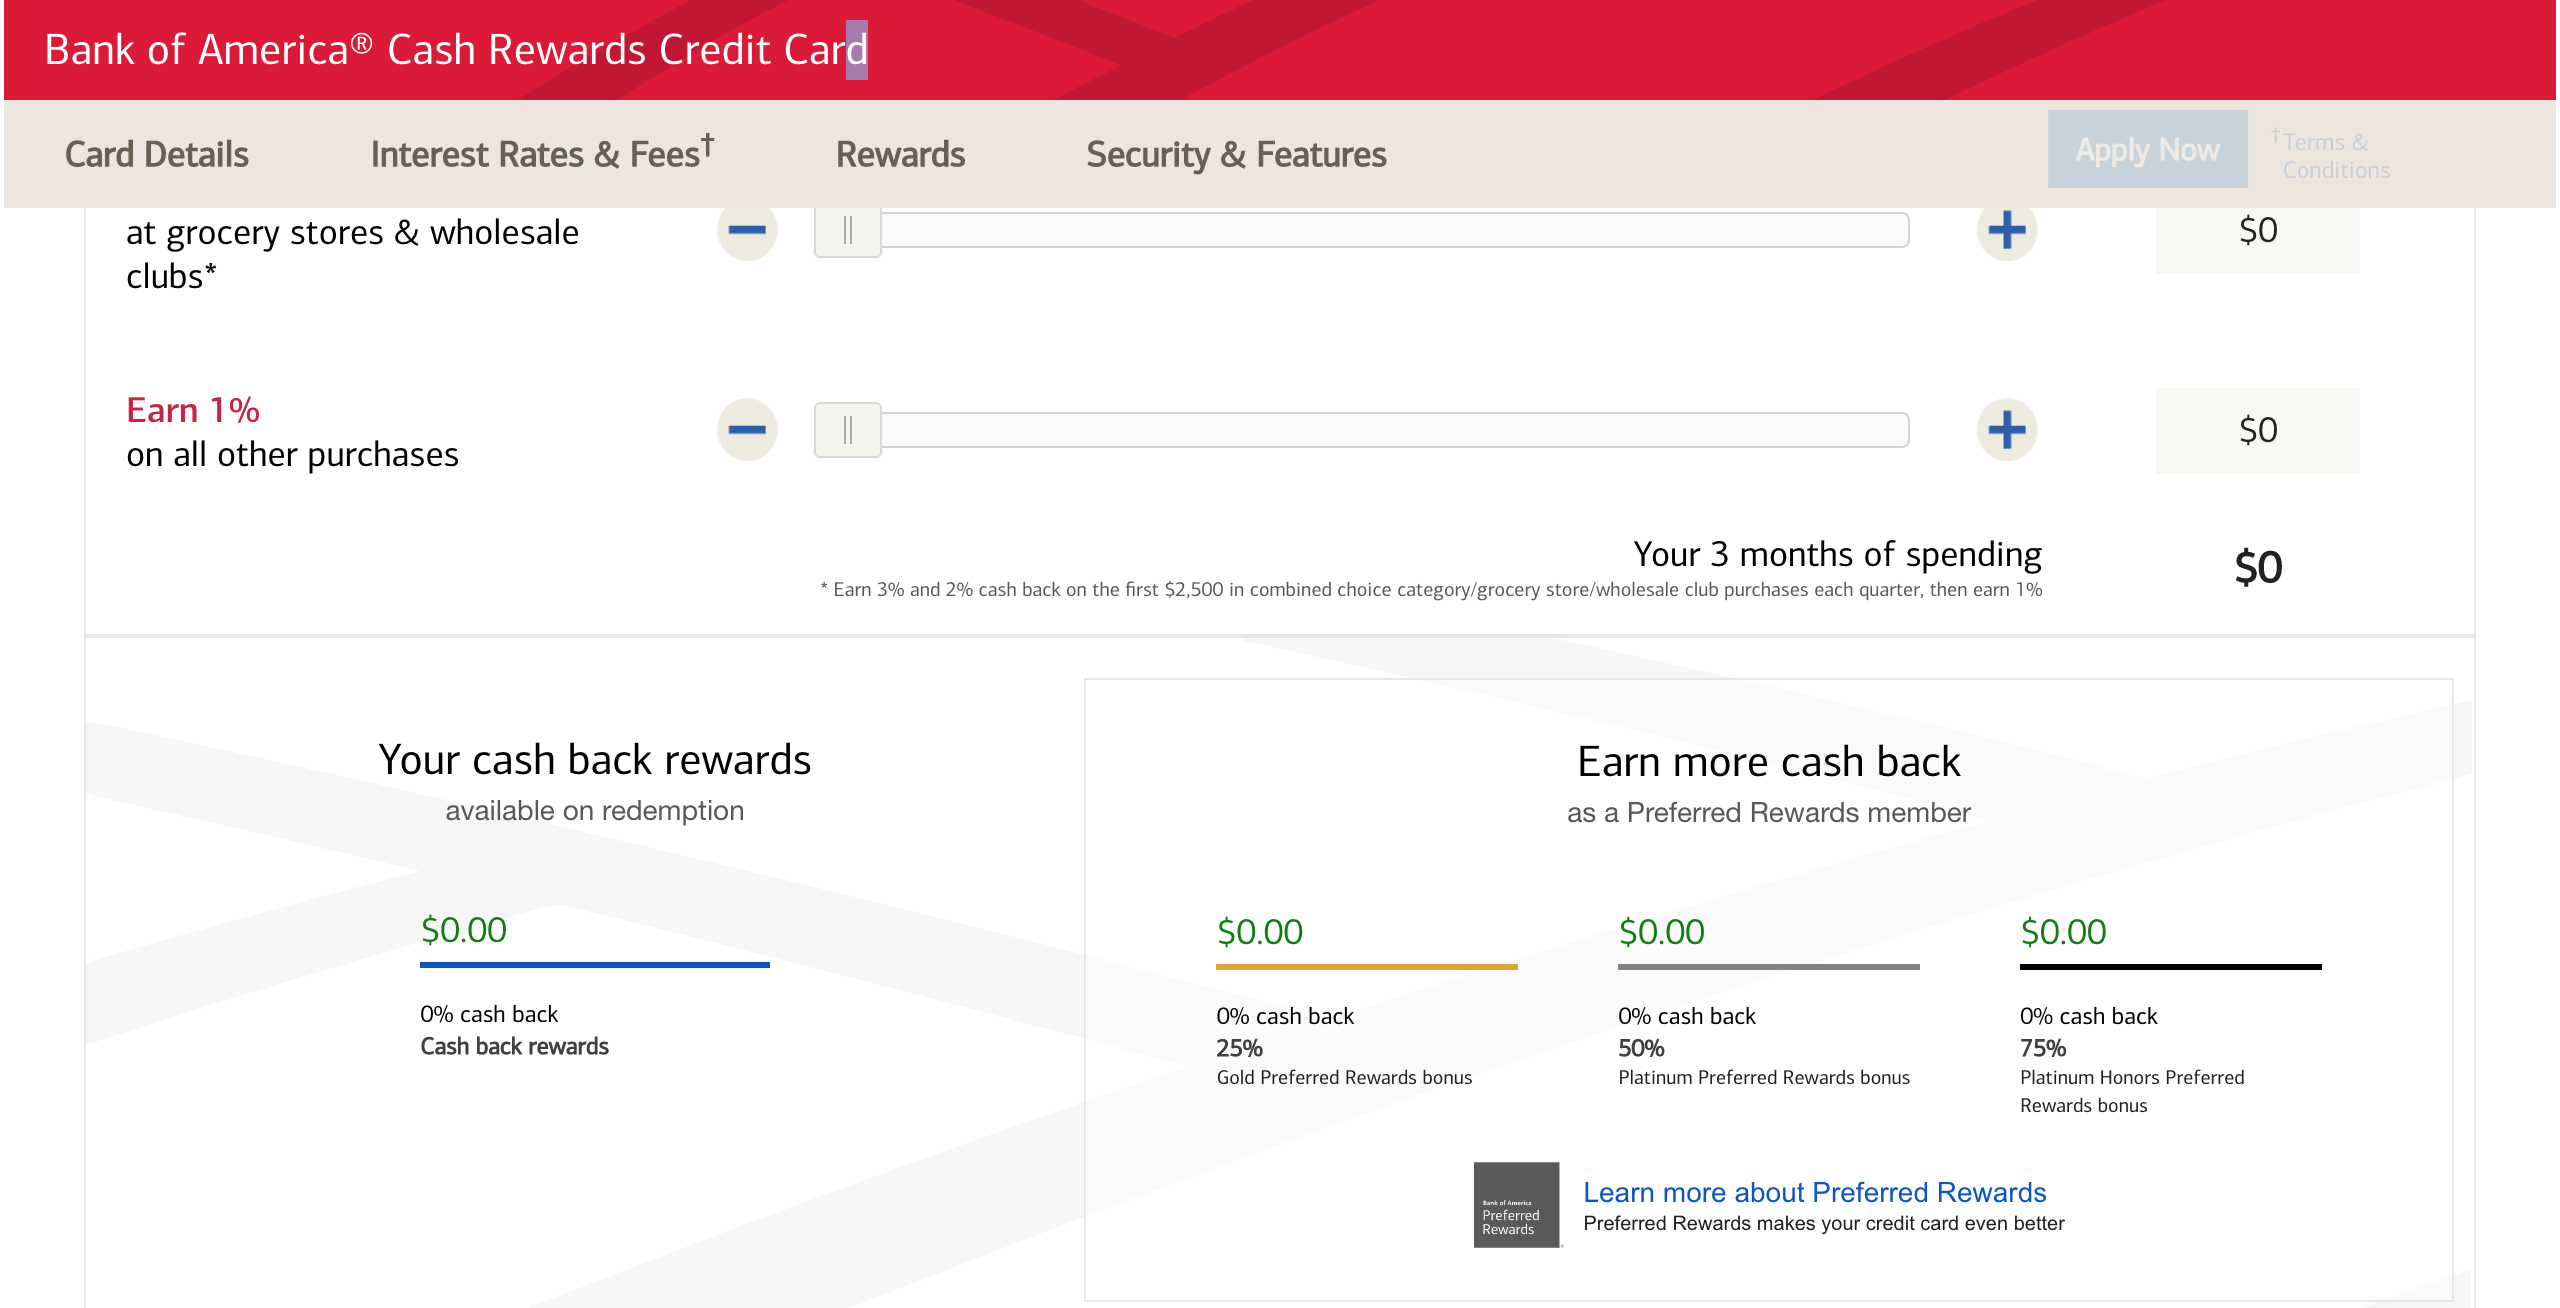 Bank of America® Cash Rewards Credit Card
Card Details
Interest Rates & Fees†
Rewards
Security & Features
Apply Now
†Terms &
Conditions
at grocery stores & wholesale
clubs*
$0
Earn 1%
on all other purchases
$0
Your 3 months of spending
$0
* Earn 3% and 2% cash back on the first $2,500 in combined choice category/grocery store/wholesale club purchases each quarter, then earn 1%
Your cash back rewards
available on redemption
$0.00
0% cash back
Cash back rewards
Earn more cash back
as a Preferred Rewards member
$0.00
0% cash back
25%
Gold Preferred Rewards bonus
$0.00
0% cash back
50%
Platinum Preferred Rewards bonus
$0.00
0% cash back
75%
Platinum Honors Preferred
Rewards bonus
Bank of America
Preferred
Rewards
Learn more about Preferred Rewards
Preferred Rewards makes your credit card even better